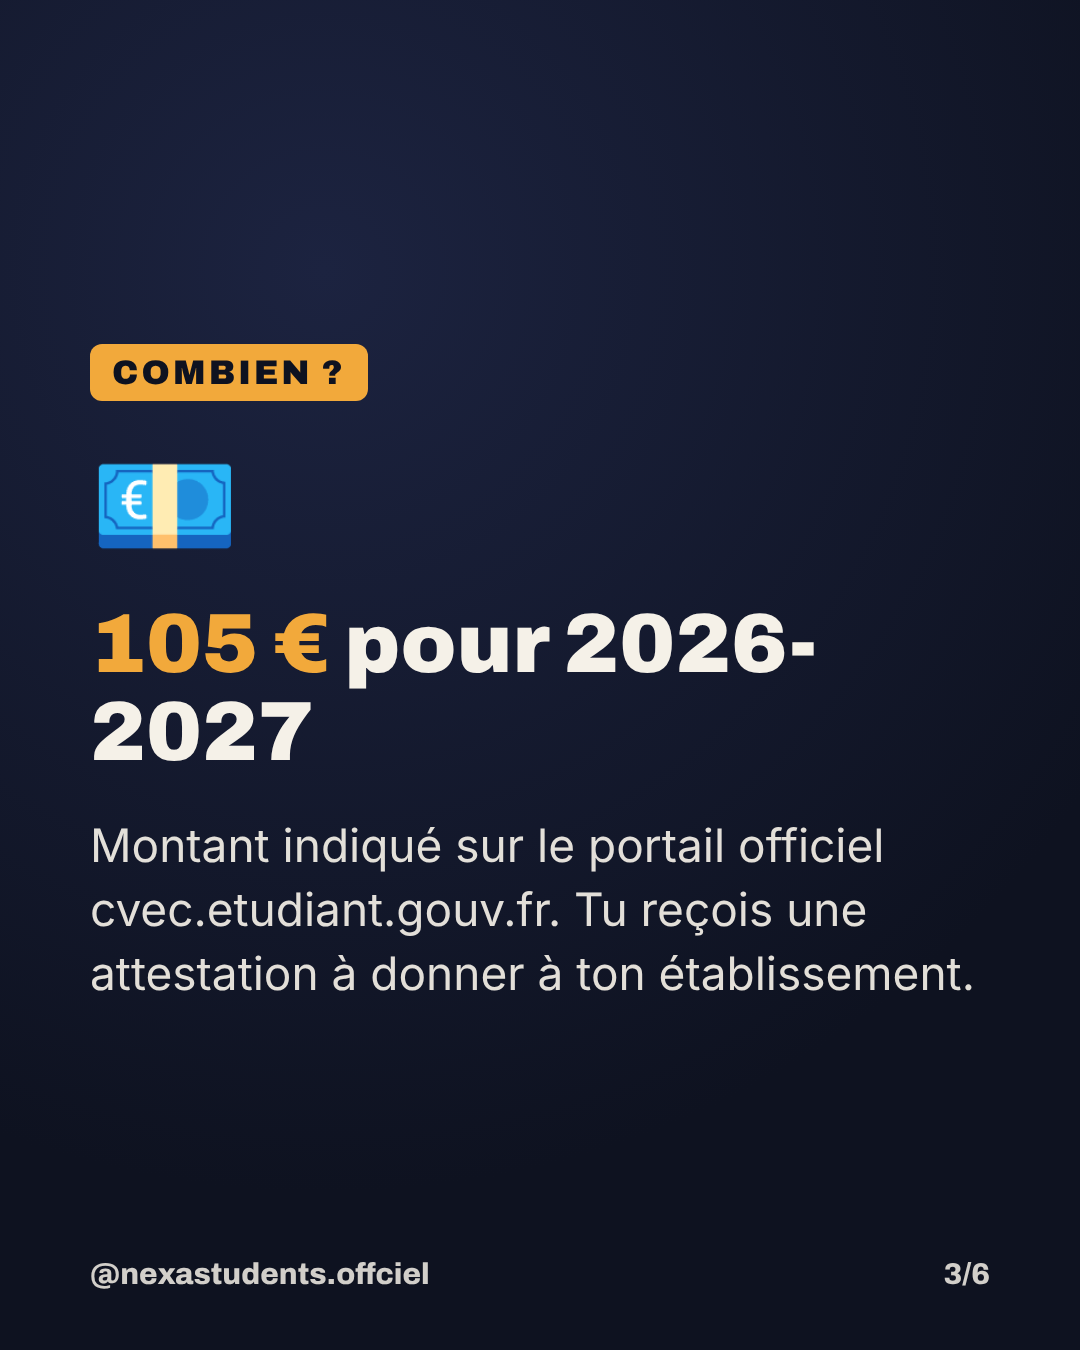 COMBIEN ?
€
105 € pour 2026-
2027
Montant indiqué sur le portail officiel
cvec.etudiant.gouv.fr. Tu reçois une
attestation à donner à ton établissement.
@nexastudents.offciel
3/6